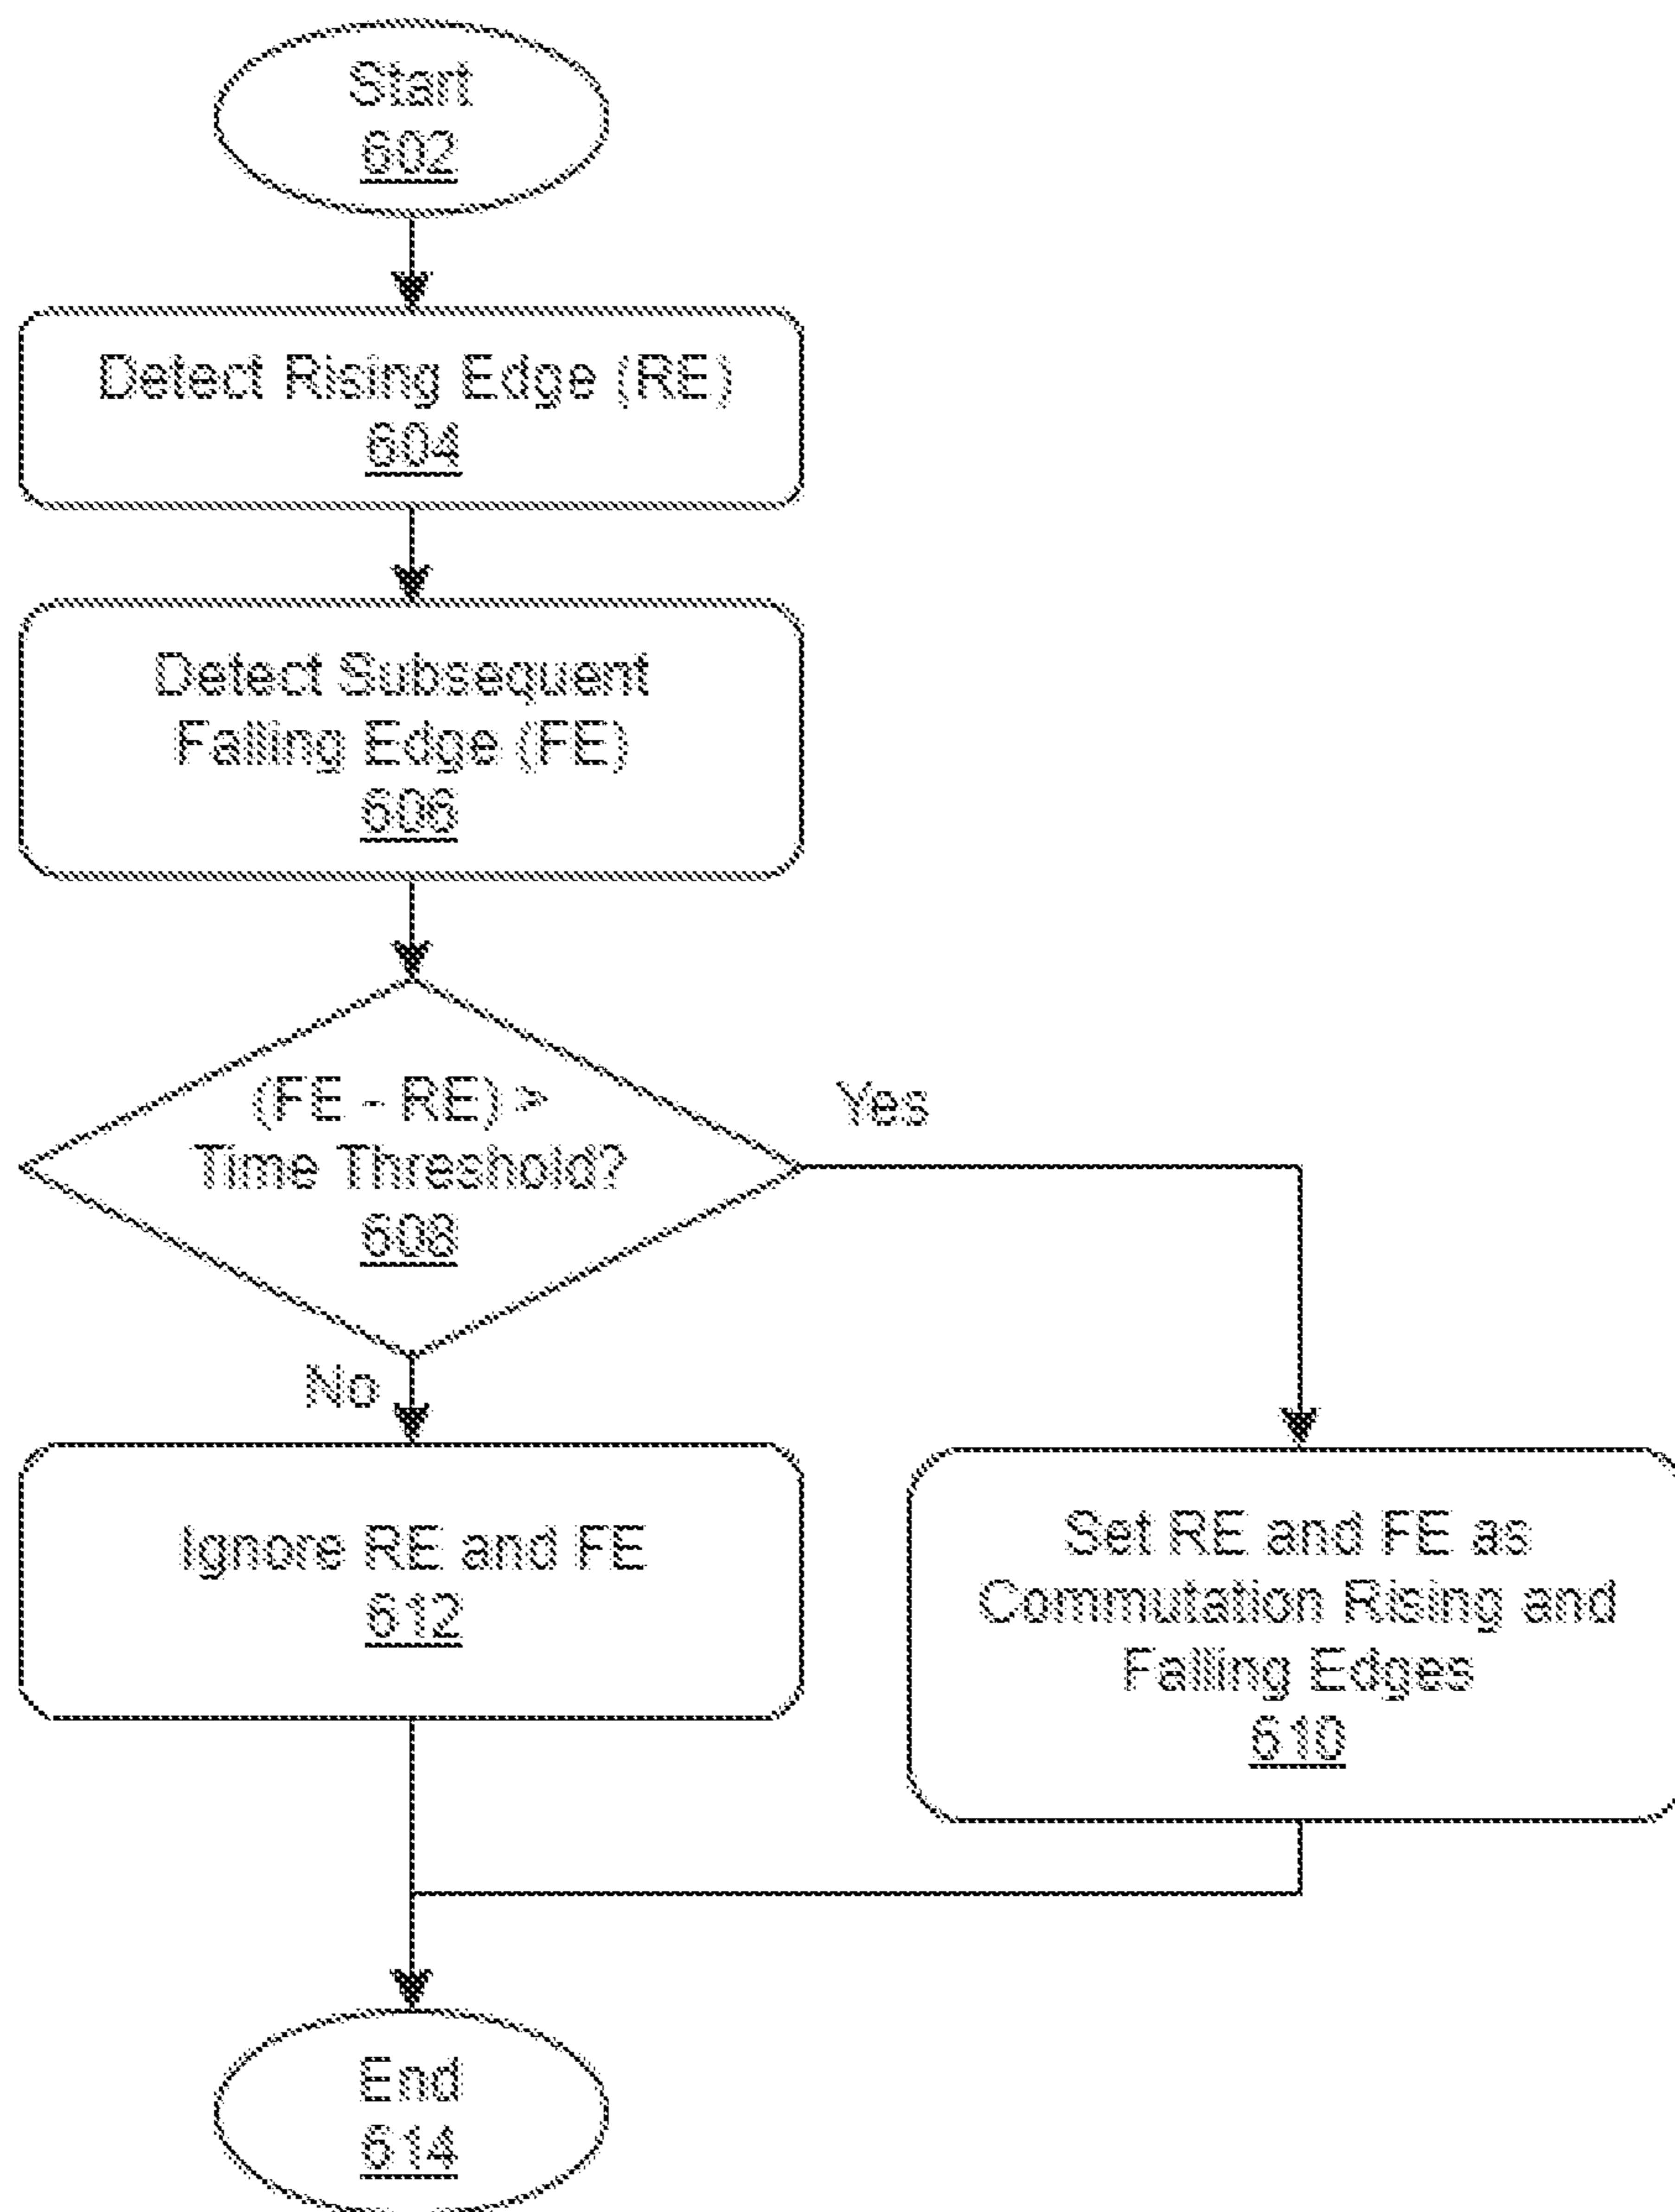 Start
602
Detect Rising Edge (RE)
604
Detect Subsequent
Falling Edge (FE)
606
(FE - RE) >
Time Threshold?
608
Yes
No
Ignore RE and FE
612
Set RE and FE as
Commutation Rising and
Falling Edges
610
End
614